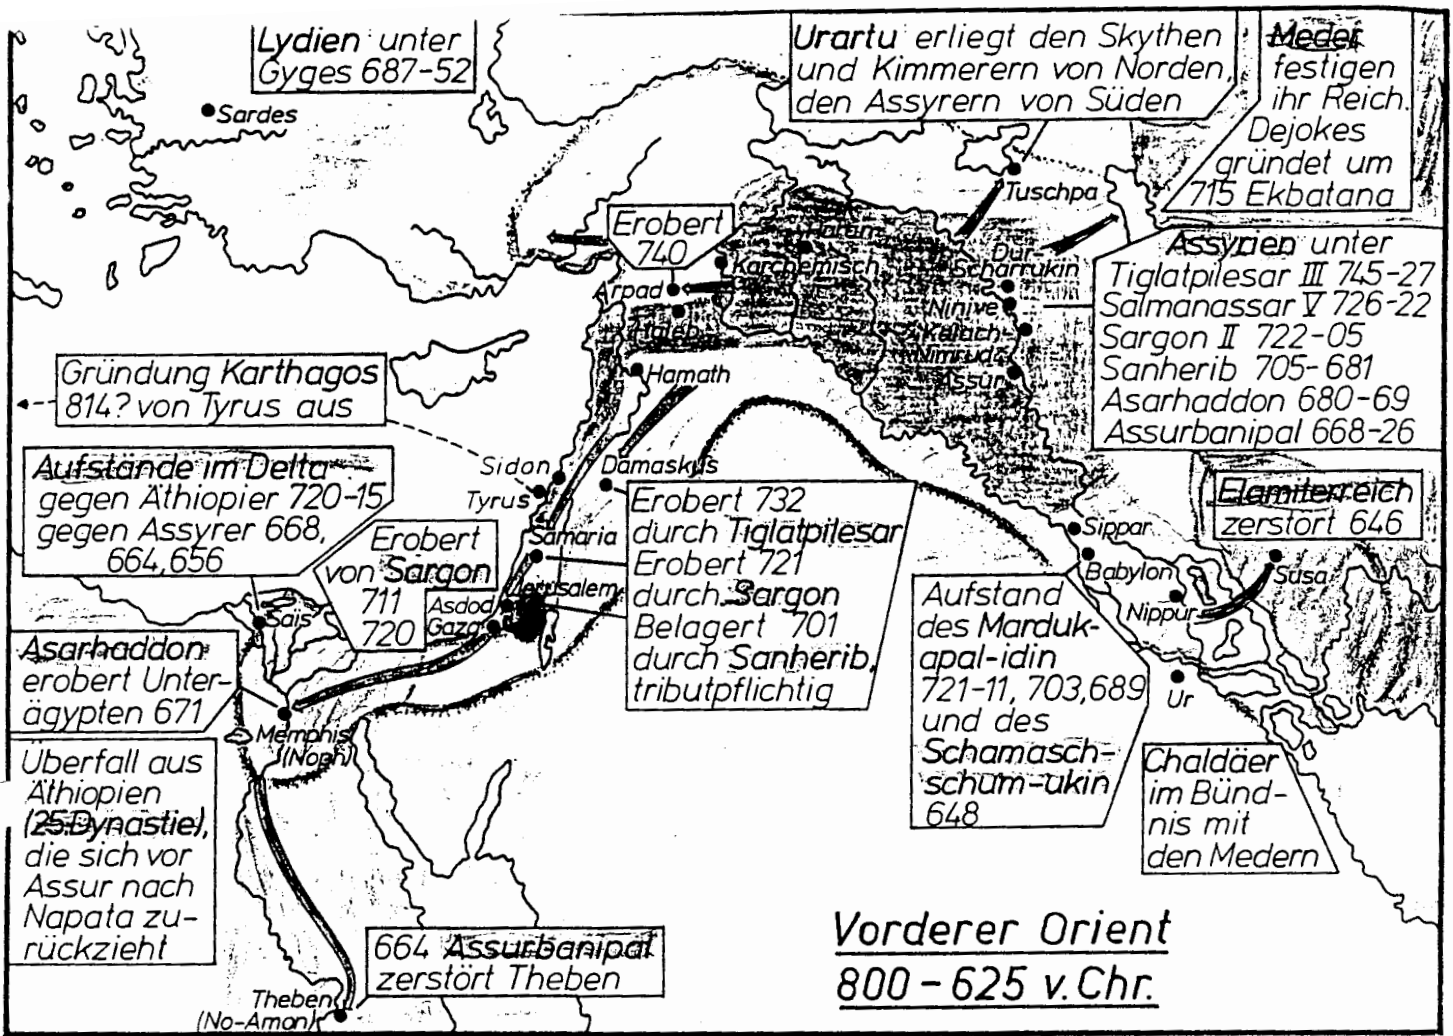 Lydien unter
Gyges 687-52
Urartu erliegt den Skythen
und Kimmerern von Norden,
den Assyrern von Süden
Meder
festigen
ihr Reich.
Dejokes
gründet um
715 Ekbatana
Sardes
Tuschpa
Erobert
740
Haran
Karchemisch
Arpad
Haleb
Dur
Scharrukin
Ninive
Kalach-
Nimrud
Assur
Assyrien unter
Tiglatpilesar III 745-27
Salmanassar V 726-22
Sargon II 722-05
Sanherib 705-681
Asarhaddon 680-69
Assurbanipal 668-26
Gründung Karthagos
814? von Tyrus aus
Hamath
Aufstände im Delta
gegen Äthiopier 720-15
gegen Assyrer 668,
664,656
Sidon
Tyrus
Damaskus
Samaria
Jerusalem
Asdod
Gaza
Erobert
von Sargon
711
720
Erobert 732
durch Tiglatpilesar
Erobert 721
durch Sargon
Belagert 701
durch Sanherib,
tributpflichtig
Elamiterreich
zerstört 646
Sippar
Babylon
Nippur
Susa
Ur
Aufstand
des Marduk-
apal-idin
721-11, 703,689
und des
Schamasch-
schum-ukin
648
Chaldäer
im Bünd-
nis mit
den Medern
Sais
Asarhaddon
erobert Unter-
ägypten 671
Memphis
(Noph)
Überfall aus
Äthiopien
(25.Dynastie),
die sich vor
Assur nach
Napata zu-
rückzieht
664 Assurbanipal
zerstört Theben
Theben
(No-Amon)
Vorderer Orient
800-625 v.Chr.